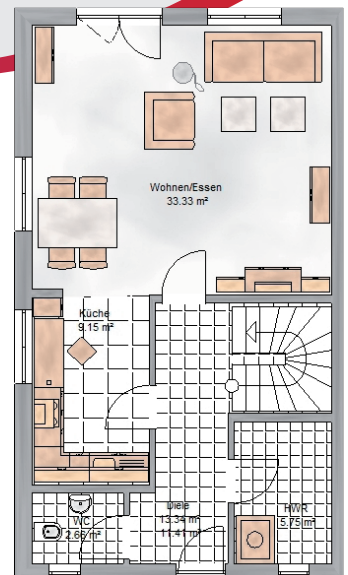 Wohnen/Essen
33.33 m²
Küche
9.15 m²
Diele
13.34 m²
11.41 m²
WC
2.66 m²
HWR
5.75 m²